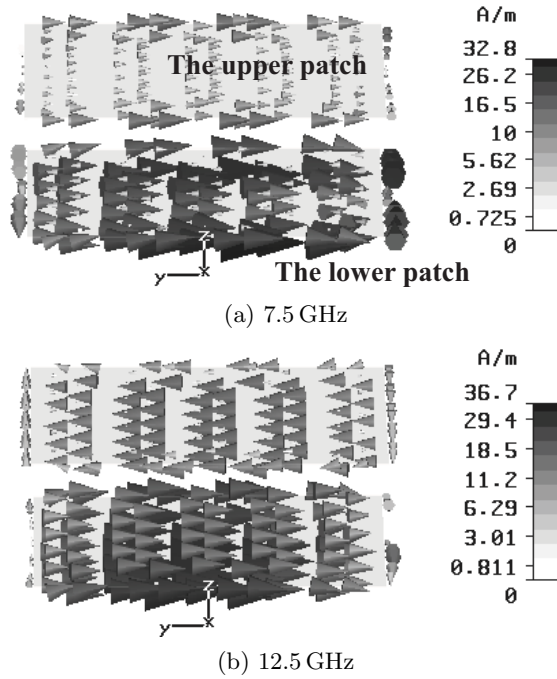 A/m
The upper patch
32.8
26.2
16.5
10
5.62
2.69
0.725
0
z
y x
The lower patch
(a) 7.5 GHz
A/m
36.7
29.4
18.5
11.2
6.29
3.01
0.811
0
z
y x
(b) 12.5 GHz